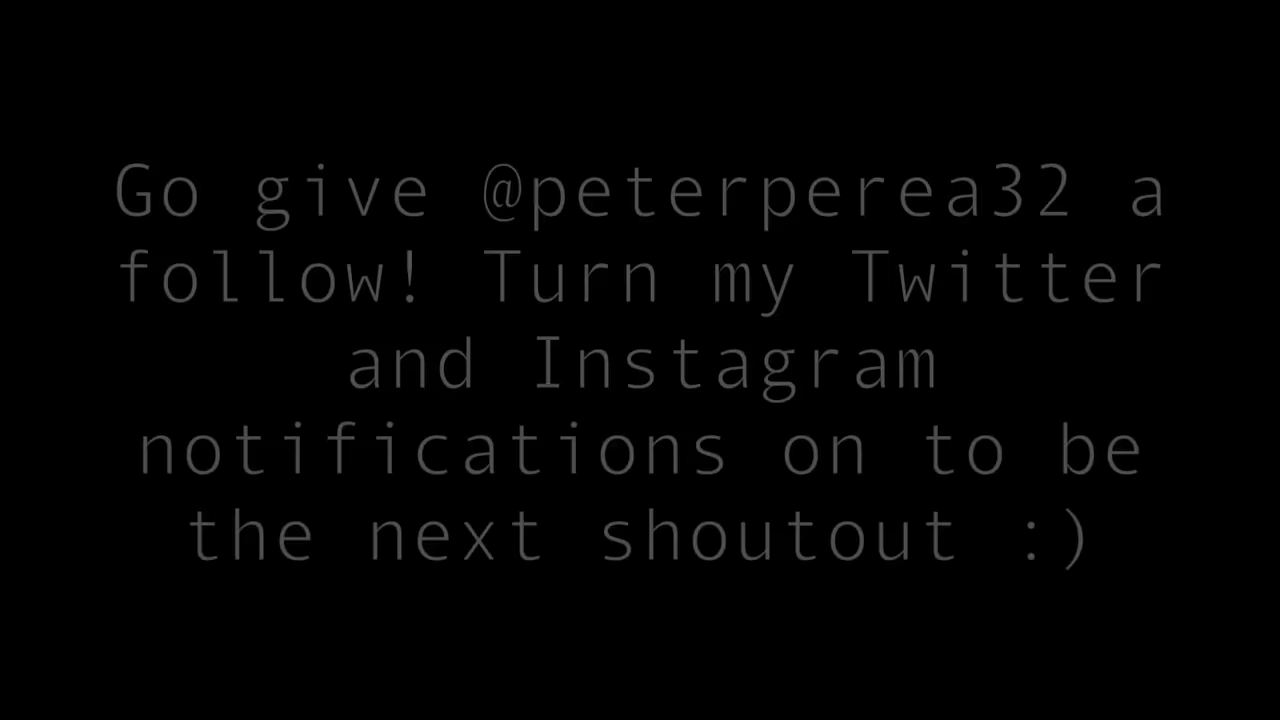 Go give @peterperea32 a
follow! Turn my Twitter
and Instagram
notifications on to be
the next shoutout :)